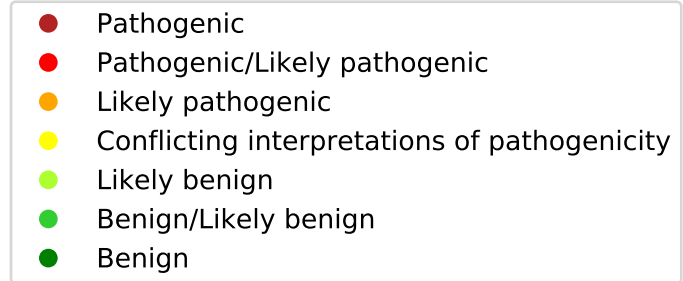 Pathogenic
Pathogenic/Likely pathogenic
Likely pathogenic
Conflicting interpretations of pathogenicity
Likely benign
Benign/Likely benign
Benign